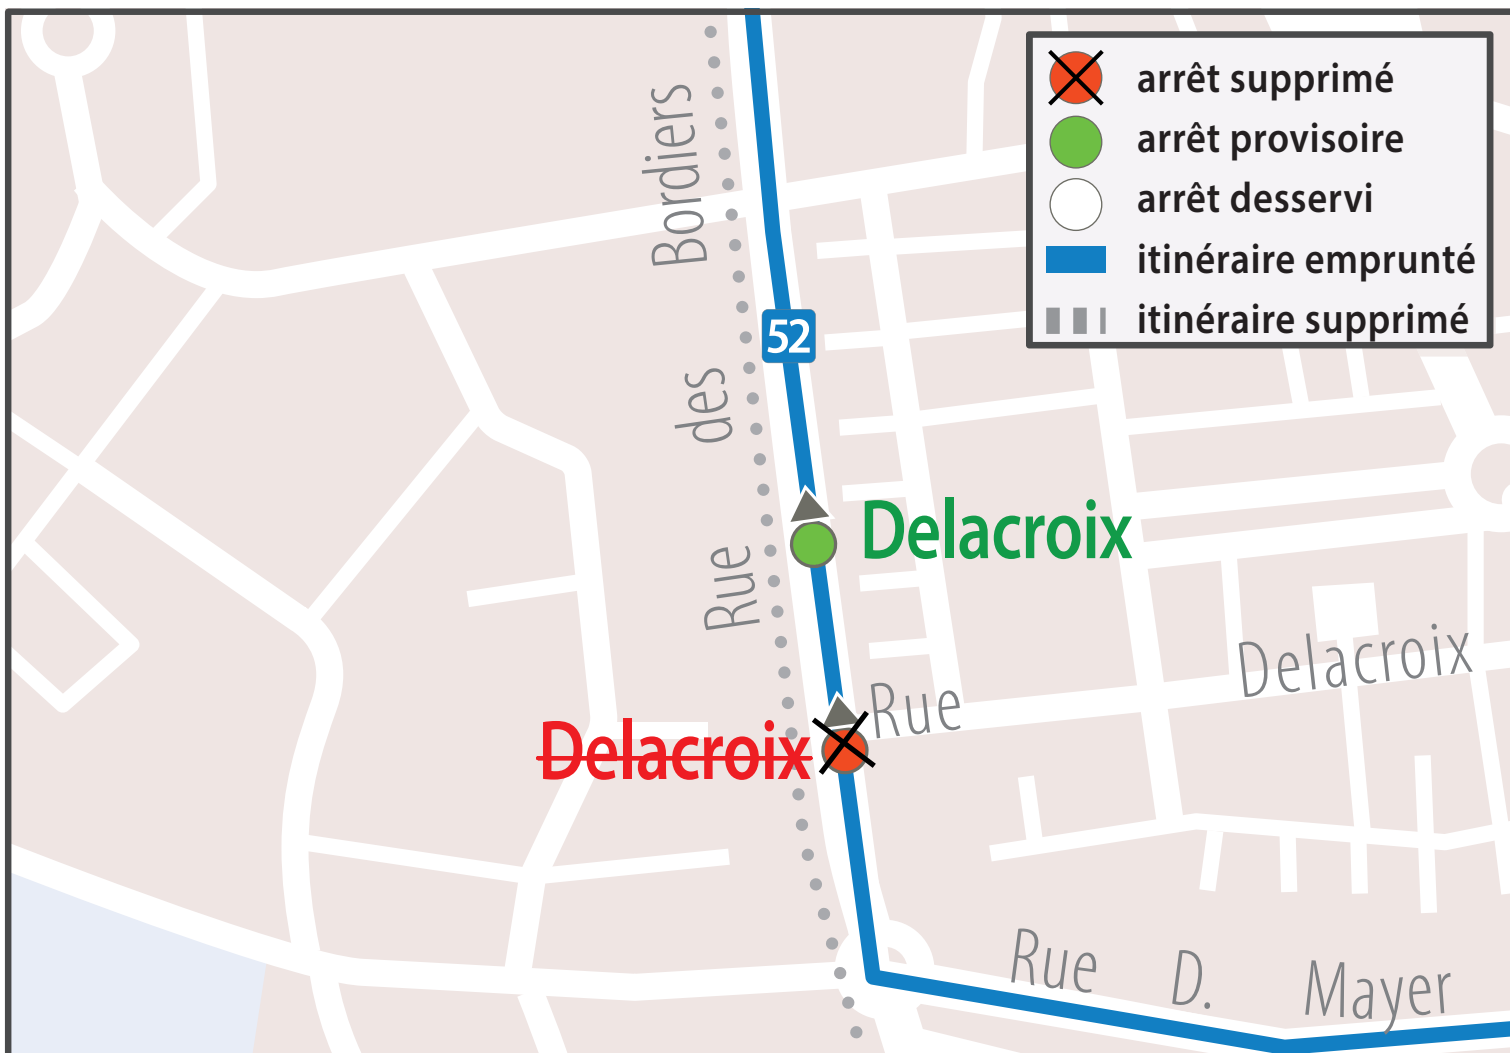 arrêt supprimé
arrêt provisoire
arrêt desservi
itinéraire emprunté
itinéraire supprimé
Rue des Bordiers
52
Delacroix
Rue Delacroix
Delacroix
Rue D. Mayer